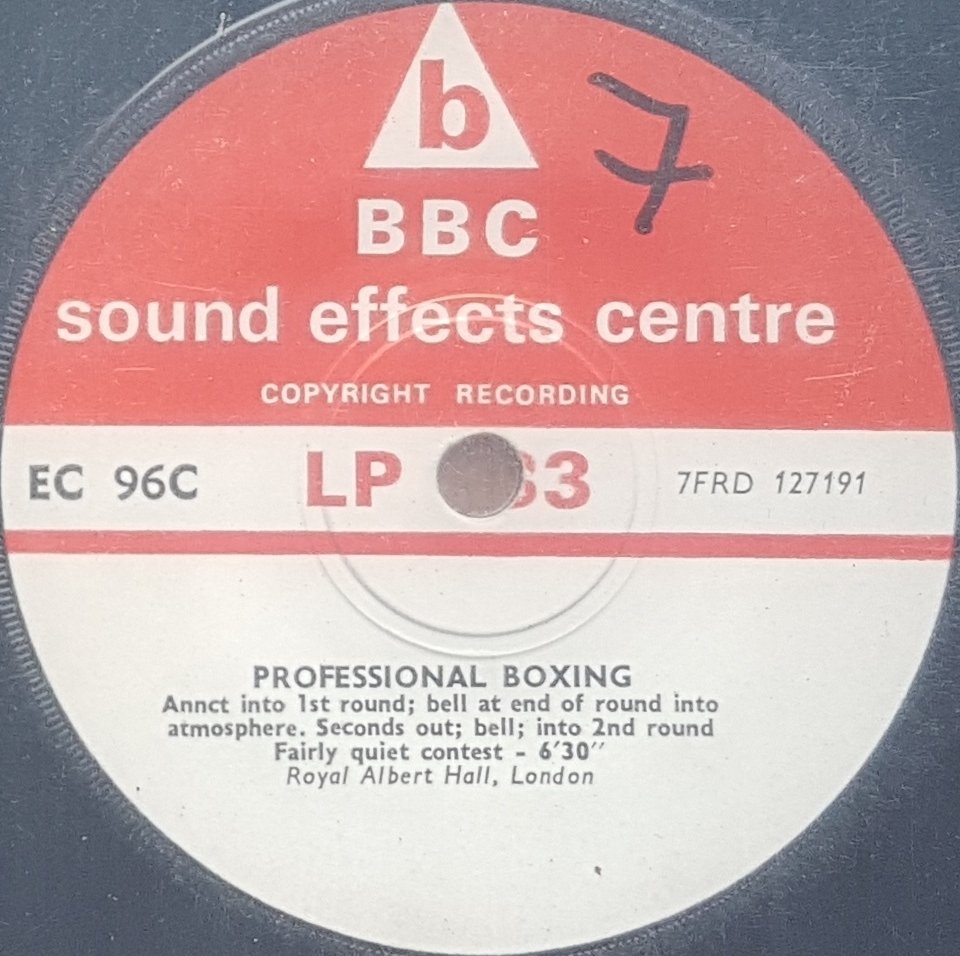 b
7
BBC
sound effects centre
COPYRIGHT RECORDING
EC 96C LP 7FRD 127191
PROFESSIONAL BOXING
Annct into 1st round; bell at end of round into
atmosphere. Seconds out; bell; into 2nd round
Fairly quiet contest - 6'30"
Royal Albert Hall, London